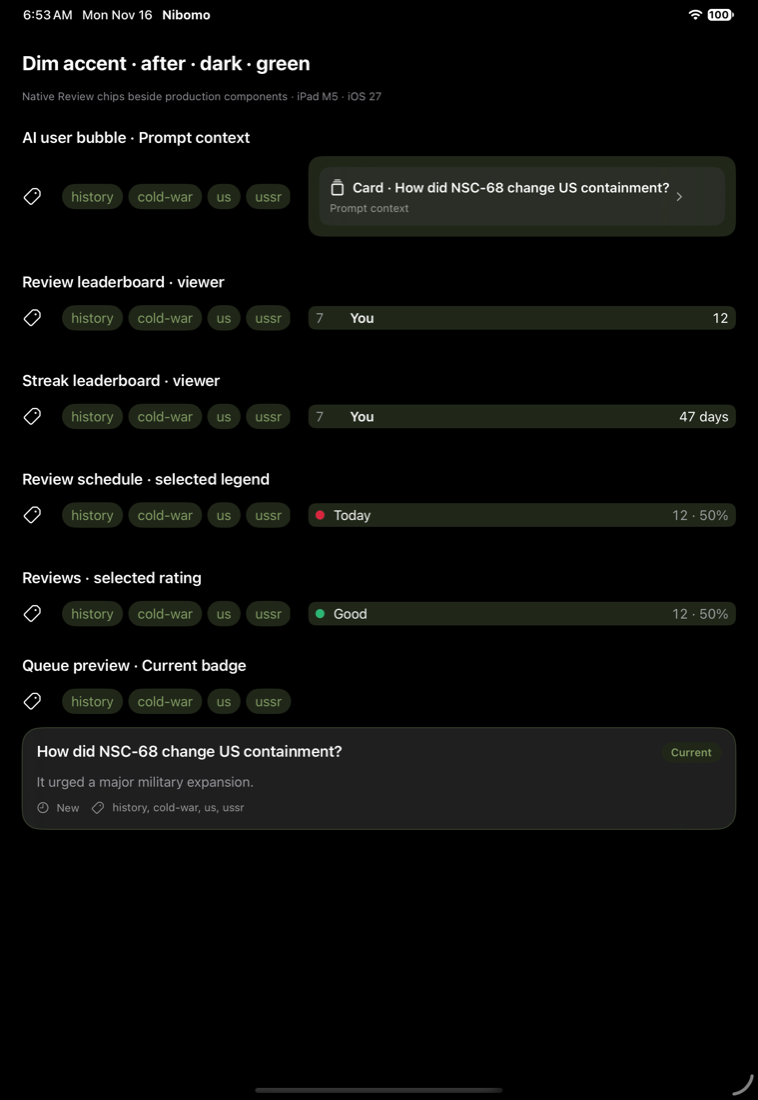 6:53 AM Mon Nov 16 Nibomo 100
Dim accent · after · dark · green
Native Review chips beside production components · iPad M5 · iOS 27
AI user bubble · Prompt context
history cold-war us ussr
Card · How did NSC-68 change US containment?
Prompt context
Review leaderboard · viewer
history cold-war us ussr 7 You 12
Streak leaderboard · viewer
history cold-war us ussr 7 You 47 days
Review schedule · selected legend
history cold-war us ussr Today 12 · 50%
Reviews · selected rating
history cold-war us ussr Good 12 · 50%
Queue preview · Current badge
history cold-war us ussr
How did NSC-68 change US containment? Current
It urged a major military expansion.
New history, cold-war, us, ussr